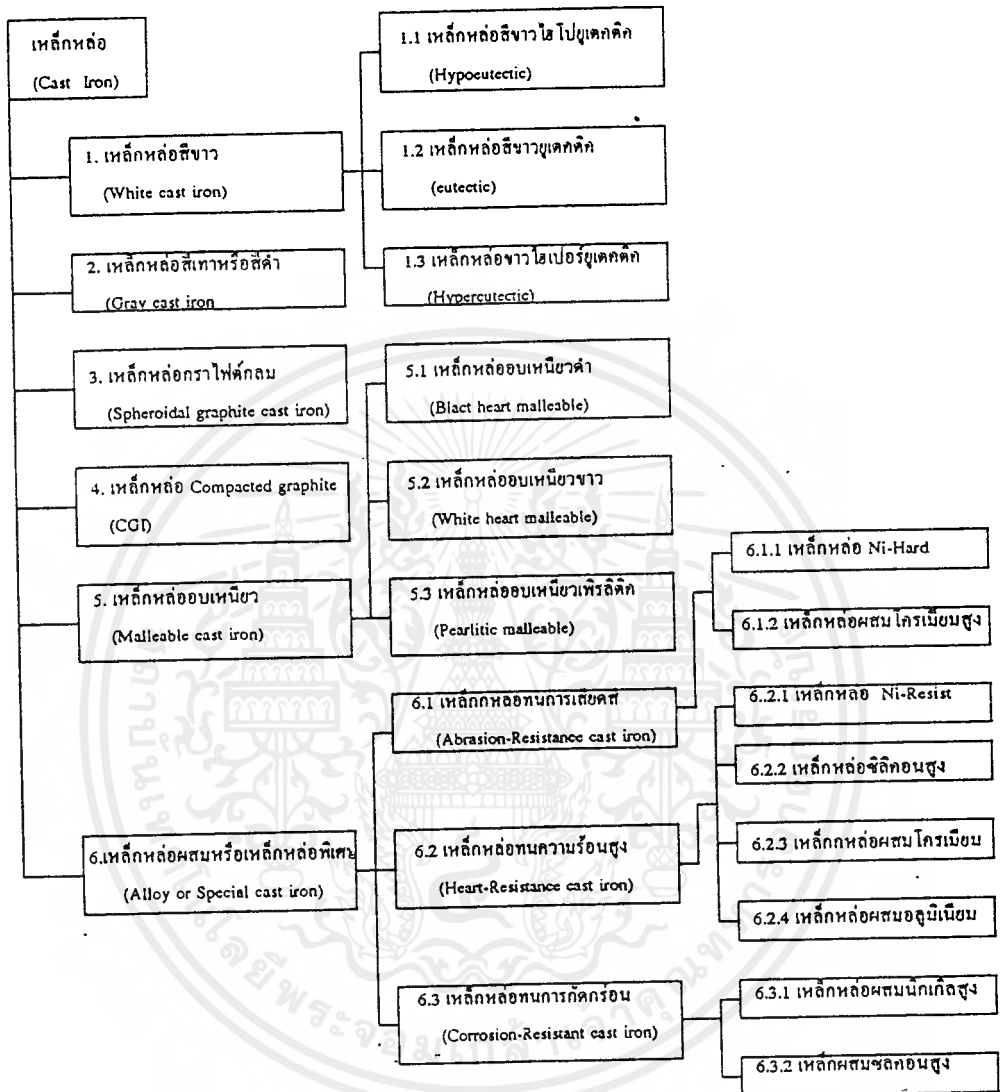 เหล็กหล่อ
(Cast Iron)
1. เหล็กหล่อสีขาว
(White cast iron)
1.1 เหล็กหล่อสีขาวไฮโปยูเตคติค
(Hypoeutectic)
1.2 เหล็กหล่อสีขาวยูเตคติค
(eutectic)
1.3 เหล็กหล่อขาวไฮเปอร์ยูเตคติค
(Hypereutectic)
2. เหล็กหล่อสีเทาหรือสีดำ
(Gray cast iron
3. เหล็กหล่อกราไฟต์กลม
(Spheroidal graphite cast iron)
4. เหล็กหล่อ Compacted graphite
(CGI)
5. เหล็กหล่ออบเหนียว
(Malleable cast iron)
5.1 เหล็กหล่ออบเหนียวดำ
(Blact heart malleable)
5.2 เหล็กหล่ออบเหนียวขาว
(White heart malleable)
5.3 เหล็กหล่ออบเหนียวเพิรลิติก
(Pearlitic malleable)
6.เหล็กหล่อผสมหรือเหล็กหล่อพิเศษ
(Alloy or Special cast iron)
6.1 เหล็กกหล่อทนการเสียดสี
(Abrasion-Resistance cast iron)
6.1.1 เหล็กหล่อ Ni-Hard
6.1.2 เหล็กหล่อผสมโครเมียมสูง
6.2 เหล็กหล่อทนความร้อนสูง
(Heart-Resistance cast iron)
6..2.1 เหล็กหล่อ Ni-Resist
6.2.2 เหล็กหล่อซิลิคอนสูง
6.2.3 เหล็กกหล่อผสมโครเมียม
6.2.4 เหล็กหล่อผสมอลูมิเนียม
6.3 เหล็กหล่อทนการกัดกร่อน
(Corrosion-Resistant cast iron)
6.3.1 เหล็กหล่อผสมนิกเกิลสูง
6.3.2 เหล็กผสมซิลิคอนสูง